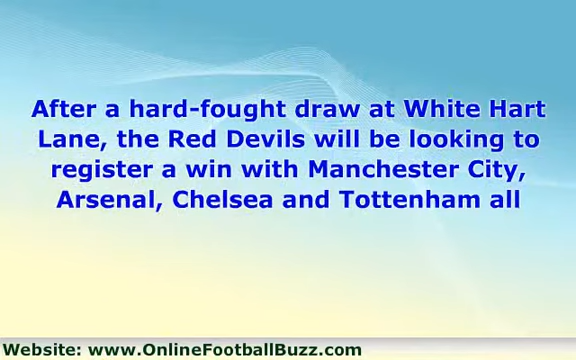 After a hard-fought draw at White Hart
Lane, the Red Devils will be looking to
register a win with Manchester City,
Arsenal, Chelsea and Tottenham all
Website: www.OnlineFootballBuzz.com